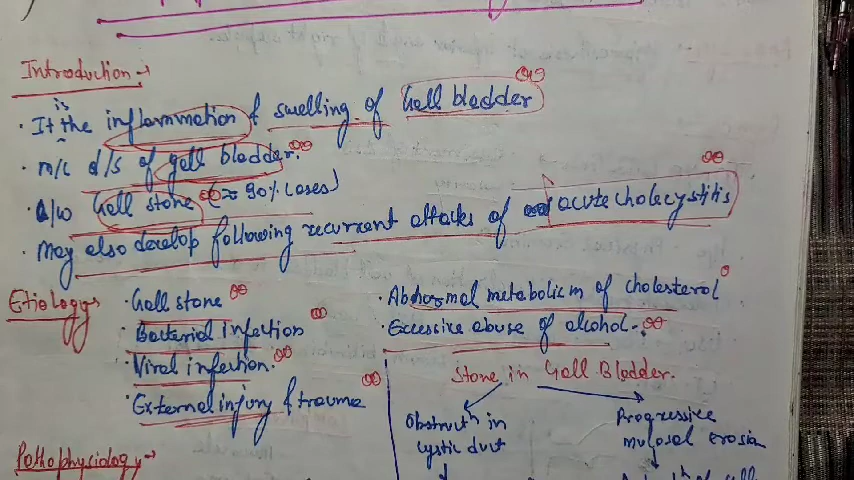 Introduction →
• It is the inflammation & swelling of Gall bladder
• m/c d/s of gall bladder.
• A/w Gall stone (≈ 90% Cases)
• May also develop following recurrent attacks of acute cholecystitis
Etiology →
• Gall stone
• Bacterial infection
• Viral infection.
• External injury & trauma
• Abnormal metabolism of cholesterol
• Excessive abuse of alcohol.
Stone in Gall Bladder.
Obstructn in cystic duct
Progressive mucosal erosion
Pathophysiology →